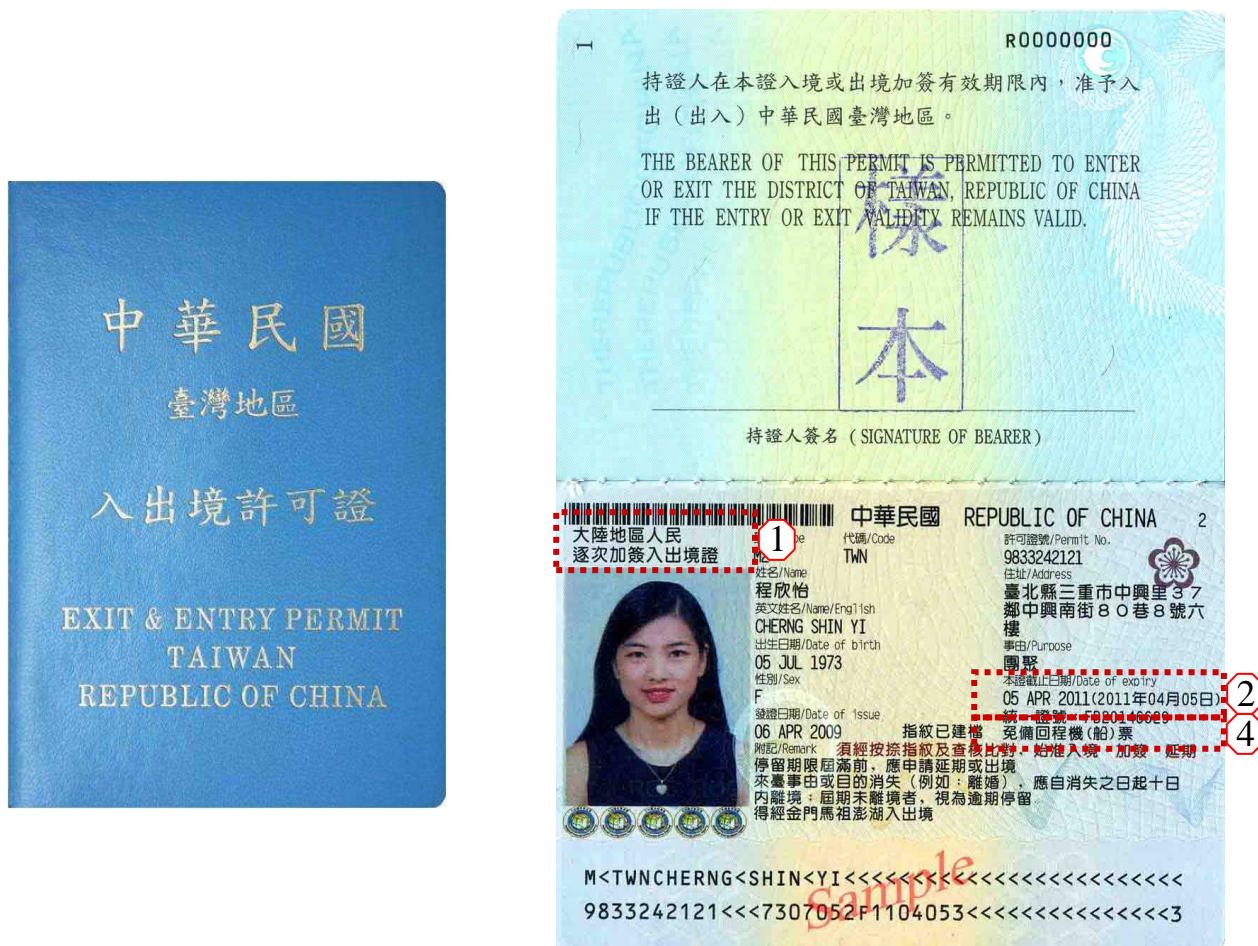 中華民國
臺灣地區
入出境許可證
EXIT & ENTRY PERMIT
TAIWAN
REPUBLIC OF CHINA
1
R0000000
持證人在本證入境或出境加簽有效期限內，准予入
出（出入）中華民國臺灣地區。
THE BEARER OF THIS PERMIT IS PERMITTED TO ENTER
OR EXIT THE DISTRICT OF TAIWAN, REPUBLIC OF CHINA
IF THE ENTRY OR EXIT VALIDITY REMAINS VALID.
樣本
持證人簽名 (SIGNATURE OF BEARER)
中華民國 REPUBLIC OF CHINA 2
大陸地區人民
逐次加簽入出境證
1
代碼/Code
TWN
許可證號/Permit No.
9833242121
姓名/Name
程欣怡
住址/Address
臺北縣三重市中興里37
鄰中興南街80巷8號六
樓
英文姓名/Name/English
CHERNG SHIN YI
出生日期/Date of birth
05 JUL 1973
事由/Purpose
團聚
性別/Sex
F
本證截止日期/Date of expiry
05 APR 2011(2011年04月05日)
2
統一證號:FB20140629
發證日期/Date of issue
06 APR 2009
指紋已建檔 免備回程機(船)票
4
附記/Remark 須經按捺指紋及查核比對，始准入境、加簽、延期
停留期限屆滿前，應申請延期或出境
來臺事由或目的消失（例如：離婚），應自消失之日起十日
內離境；屆期未離境者，視為逾期停留
得經金門馬祖澎湖入出境
Sample
M<TWNCHERNG<SHIN<YI<<<<<<<<<<<<<<<<<<<<<<<<<
9833242121<<<7307052F1104053<<<<<<<<<<<<<<<3